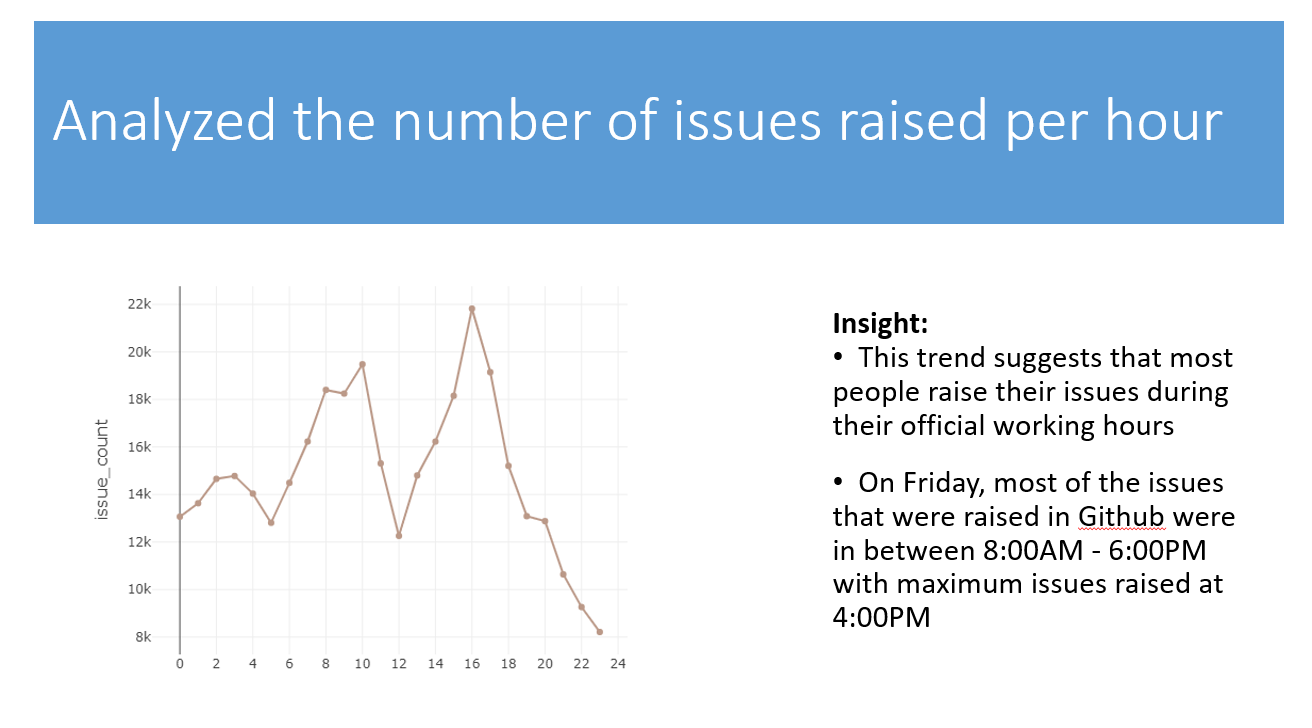 Analyzed the number of issues raised per hour
22k
20k
18k
16k
14k
12k
10k
8k
issue_count
0 2 4 6 8 10 12 14 16 18 20 22 24
Insight:
• This trend suggests that most
people raise their issues during
their official working hours
• On Friday, most of the issues
that were raised in Github were
in between 8:00AM - 6:00PM
with maximum issues raised at
4:00PM